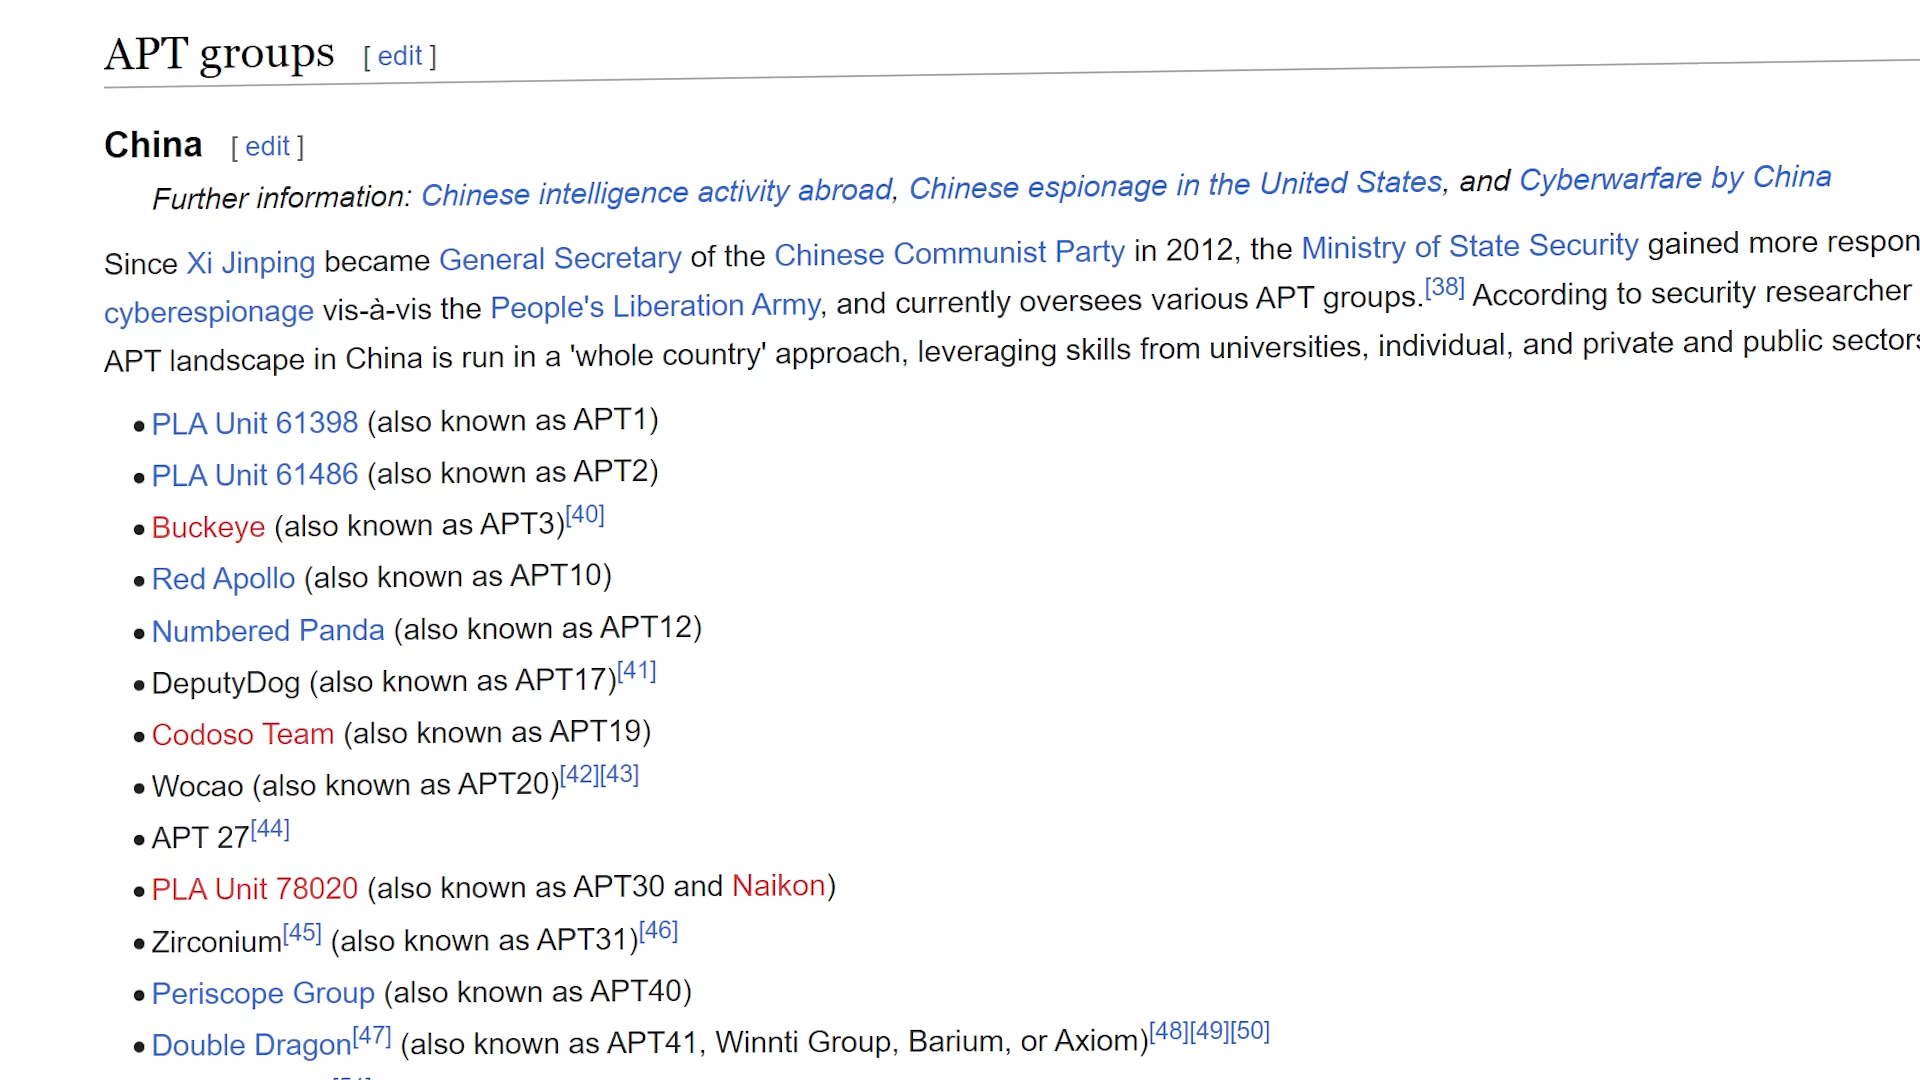 APT groups [ edit ]
China [ edit ]
Further information: Chinese intelligence activity abroad, Chinese espionage in the United States, and Cyberwarfare by China
Since Xi Jinping became General Secretary of the Chinese Communist Party in 2012, the Ministry of State Security gained more
cyberespionage vis-à-vis the People's Liberation Army, and currently oversees various APT groups.[38] According to security researcher
APT landscape in China is run in a 'whole country' approach, leveraging skills from universities, individual, and private and public sectors
• PLA Unit 61398 (also known as APT1)
• PLA Unit 61486 (also known as APT2)
• Buckeye (also known as APT3)[40]
• Red Apollo (also known as APT10)
• Numbered Panda (also known as APT12)
• DeputyDog (also known as APT17)[41]
• Codoso Team (also known as APT19)
• Wocao (also known as APT20)[42][43]
• APT 27[44]
• PLA Unit 78020 (also known as APT30 and Naikon)
• Zirconium[45] (also known as APT31)[46]
• Periscope Group (also known as APT40)
• Double Dragon[47] (also known as APT41, Winnti Group, Barium, or Axiom)[48][49][50]